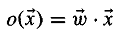 o(x⃗) = w⃗ · x⃗